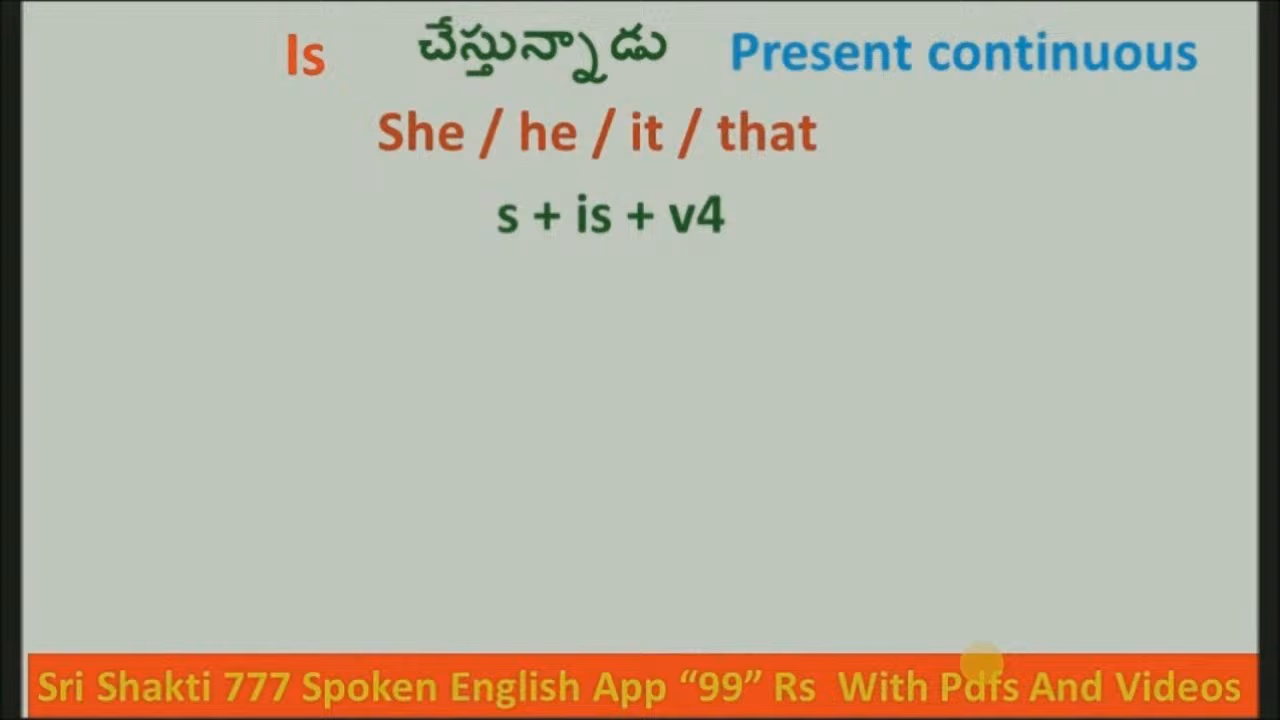 Is చేస్తున్నాడు Present continuous
She / he / it / that
s + is + v4
Sri Shakti 777 Spoken English App “99” Rs With Pdfs And Videos